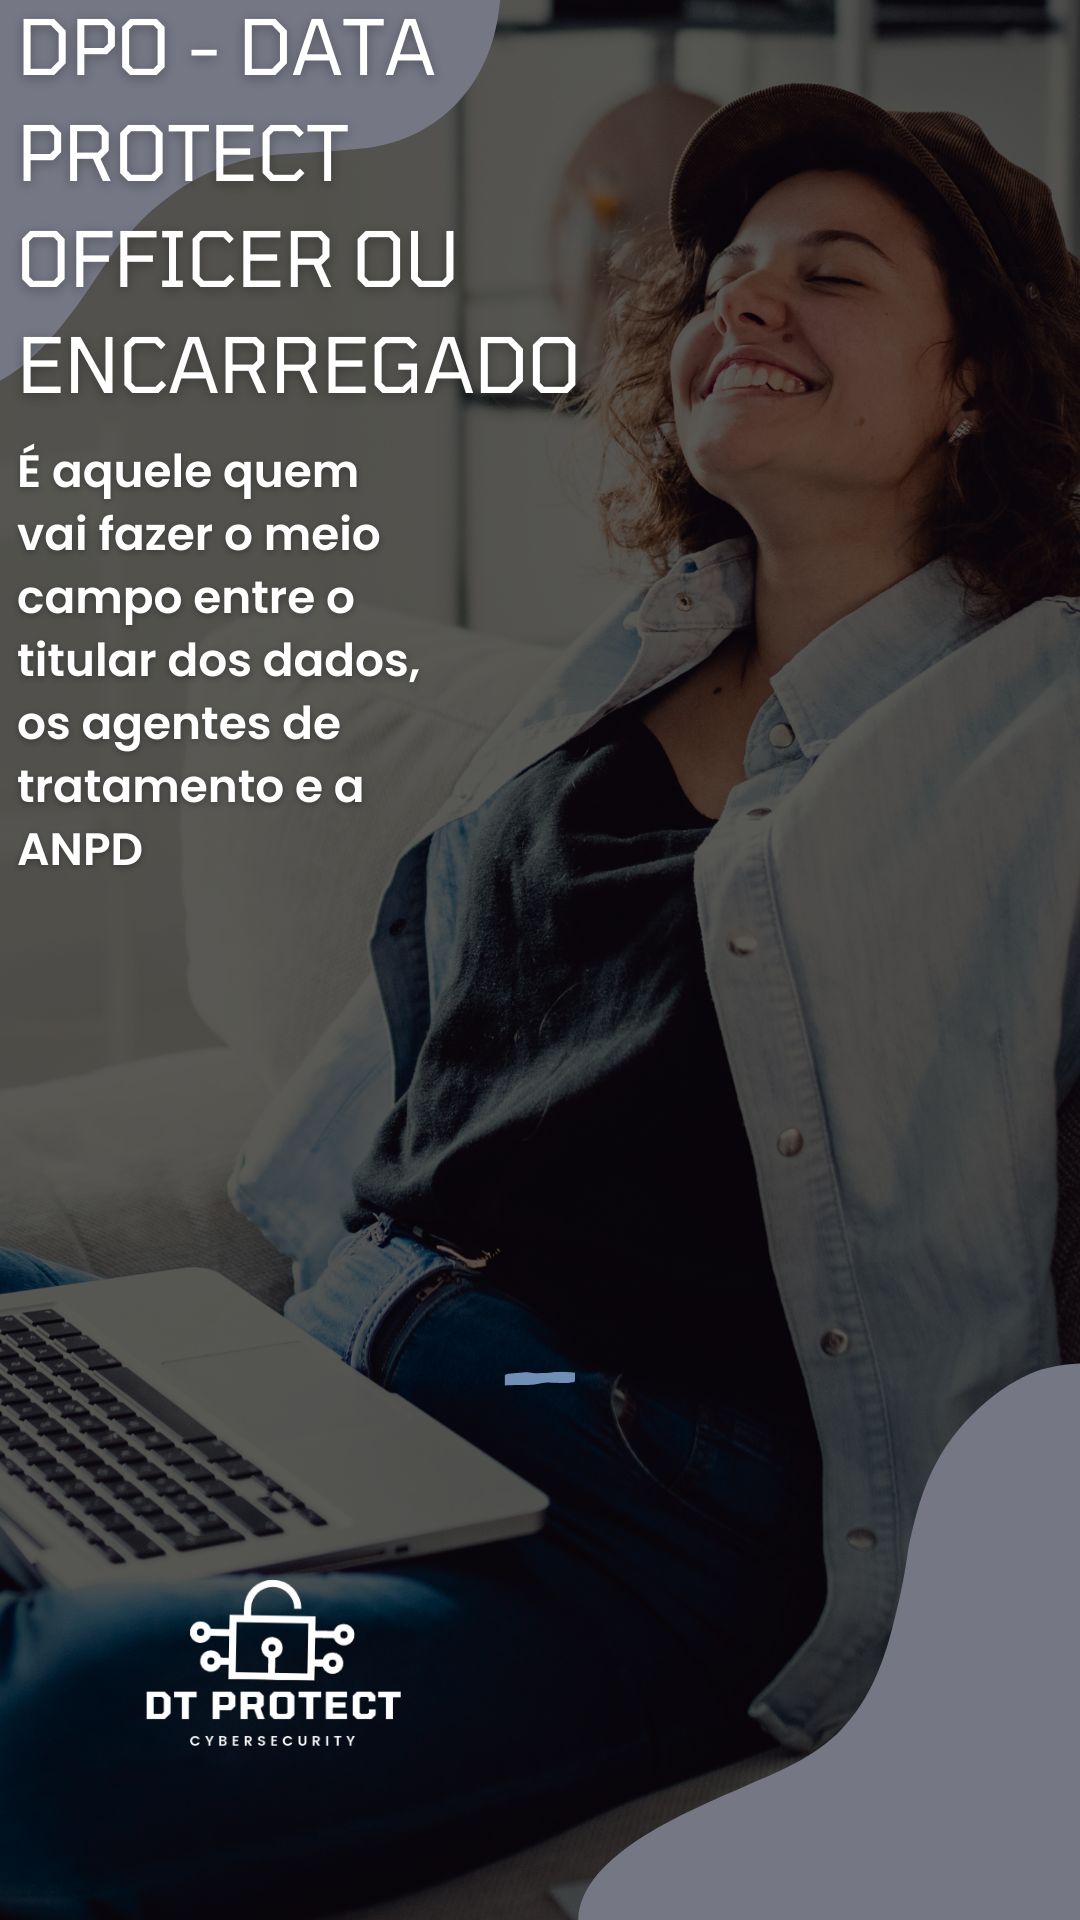 DPO - DATA
PROTECT
OFFICER OU
ENCARREGADO
É aquele quem
vai fazer o meio
campo entre o
titular dos dados,
os agentes de
tratamento e a
ANPD
DT PROTECT
CYBERSECURITY